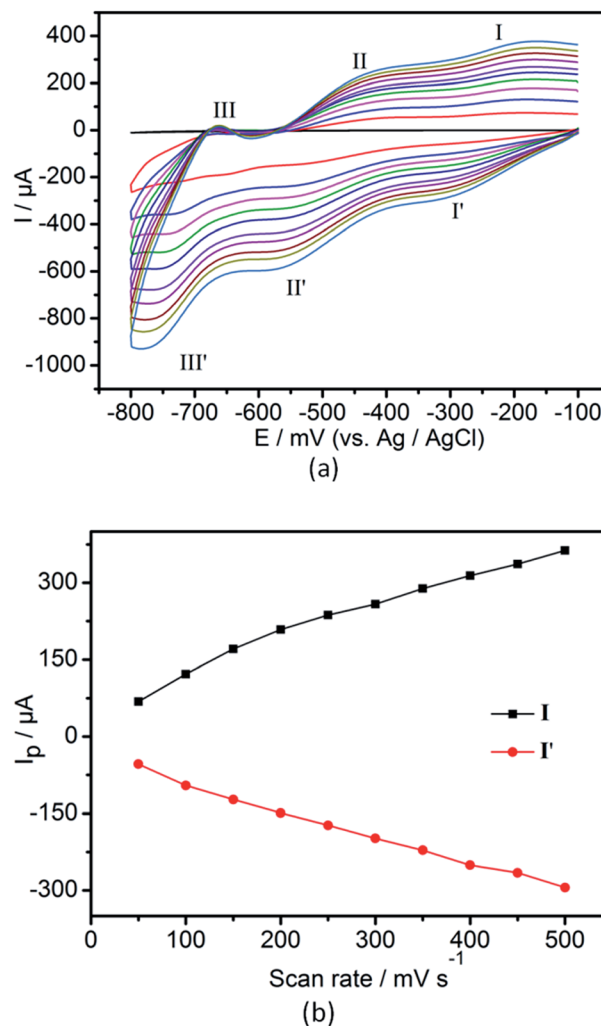 400
200
0
-200
-400
-600
-800
-1000
I / µA
I
II
III
I'
II'
III'
-800 -700 -600 -500 -400 -300 -200 -100
E / mV (vs. Ag / AgCl)
(a)
300
150
0
-150
-300
Ip / µA
I
I'
0 100 200 300 400 500
Scan rate / mV s-1
(b)